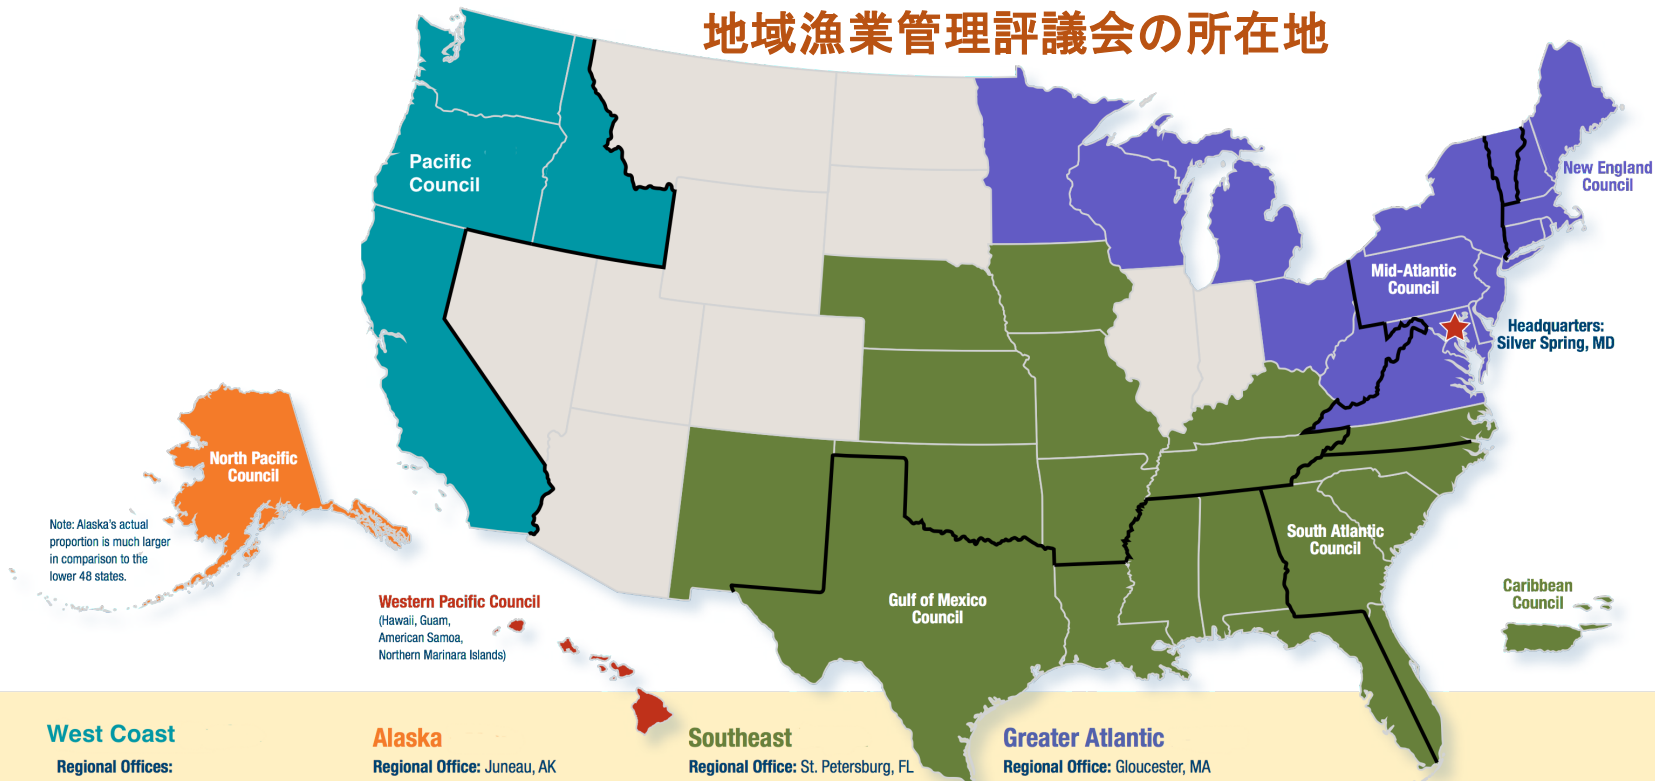 地域漁業管理評議会の所在地
Pacific
Council
New England
Council
Mid-Atlantic
Council
Headquarters:
Silver Spring, MD
North Pacific
Council
Note: Alaska's actual
proportion is much larger
in comparison to the
lower 48 states.
South Atlantic
Council
Western Pacific Council
(Hawaii, Guam,
American Samoa,
Northern Marinara Islands)
Gulf of Mexico
Council
Caribbean
Council
West Coast
Regional Offices:
Alaska
Regional Office: Juneau, AK
Southeast
Regional Office: St. Petersburg, FL
Greater Atlantic
Regional Office: Gloucester, MA